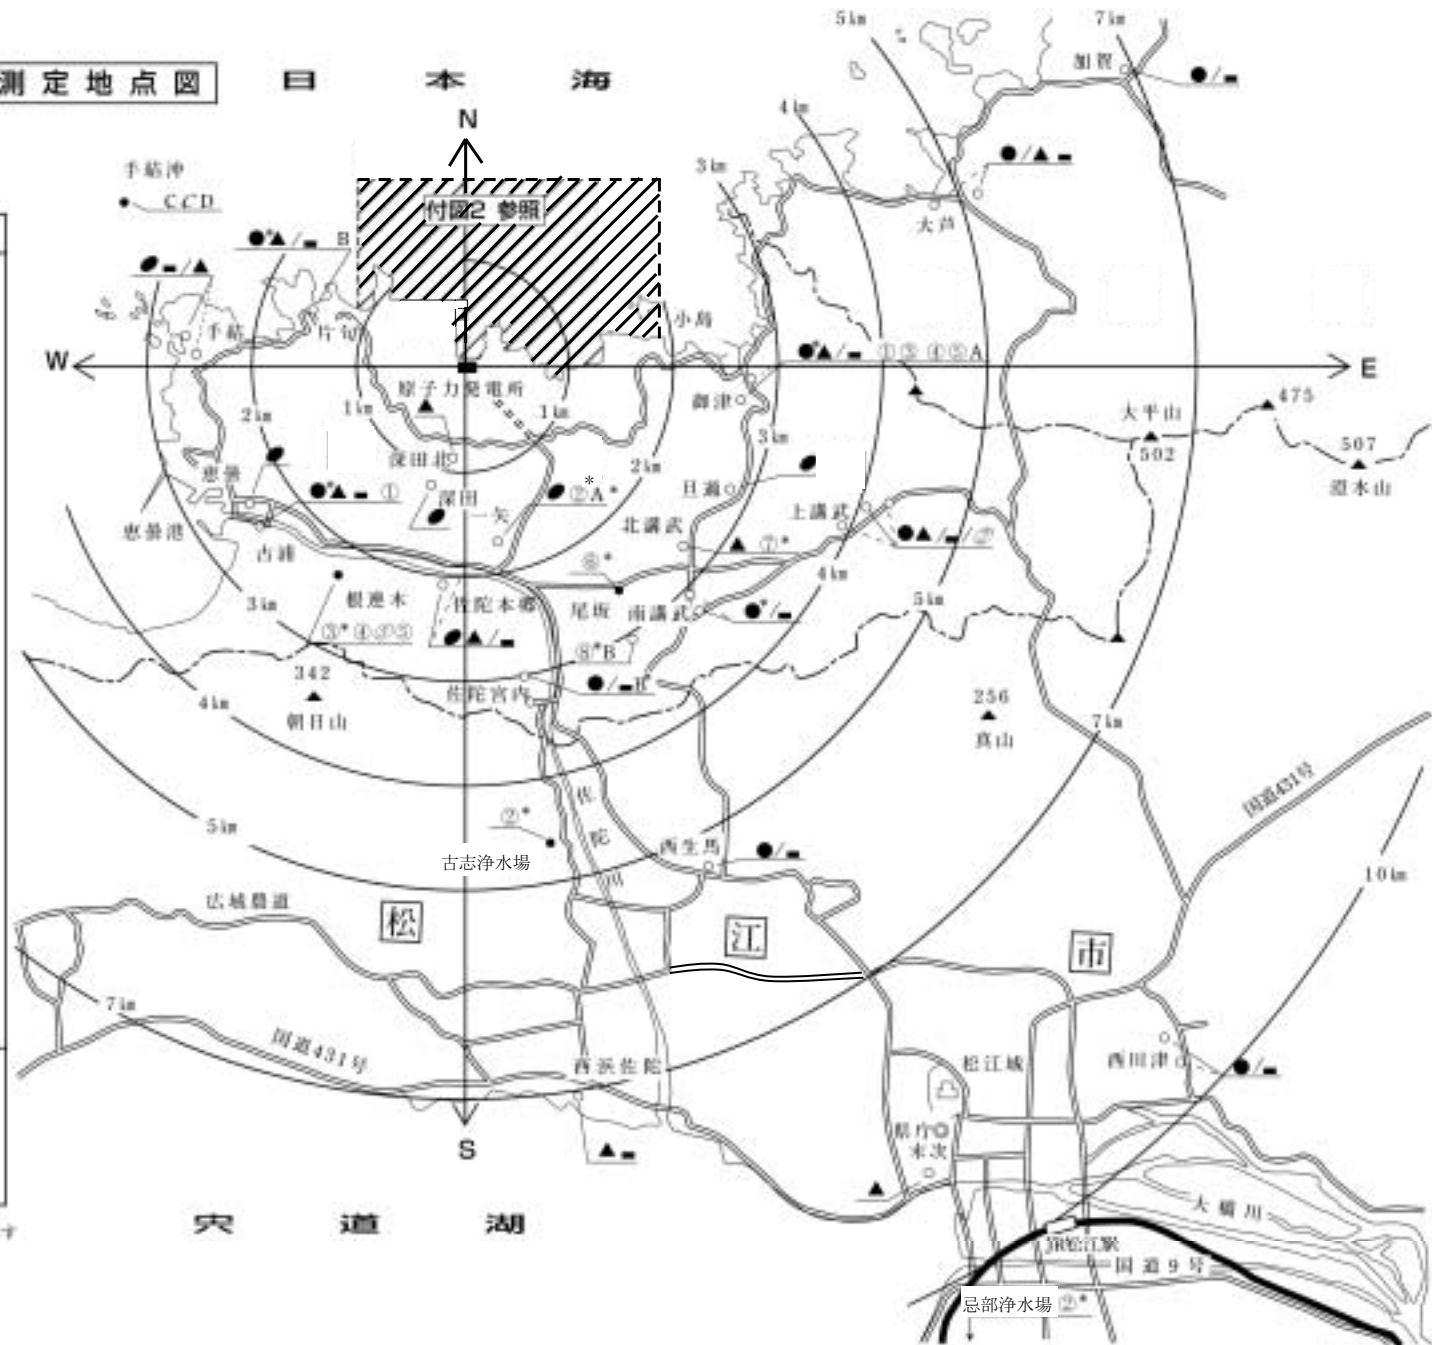 測定地点図
日本海
N
5㎞
7㎞
加賀
●/▬
4㎞
3㎞
●/▲▬
大芦
手結沖
付図2 参照
●*▲/▬ B
手結
片句
小島
●*▲/▬ ①③④⑤A
W
E
原子力発電所
御津
大平山
502
475
507
澄水山
2㎞
1㎞
1㎞
3㎞
2㎞
深田北
恵曇
●*▲▬ ①
深田
一矢
②A*
*
旦過
上講武
北講武
恵曇港
古浦
▲ ⑦*
⑥*
4㎞
3㎞
根連木
佐陀本郷
尾坂
南講武
●*/▬
5㎞
⑧*B
342
朝日山
4㎞
佐陀宮内
●/▬B
256
真山
7㎞
国道431号
5㎞
②*
古志浄水場
佐陀川
西生馬
●/▬
10㎞
広域農道
松
江
市
7㎞
国道431号
西浜佐陀
松江城
西川津
●/▬
県庁◎
末次
S
▲▬
▲
宍道湖
大橋川
JR松江駅
国道9号
忌部浄水場 ②*